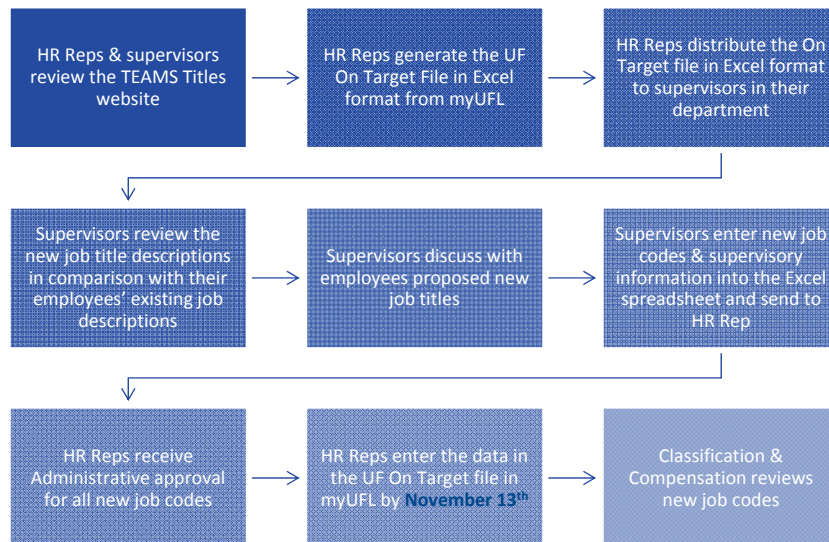 HR Reps & supervisors
review the TEAMS Titles
website
HR Reps generate the UF
On Target File in Excel
format from myUFL
HR Reps distribute the On
Target file in Excel format
to supervisors in their
department
Supervisors review the
new job title descriptions
in comparison with their
employees’ existing job
descriptions
Supervisors discuss with
employees proposed new
job titles
Supervisors enter new job
codes & supervisory
information into the Excel
spreadsheet and send to
HR Rep
HR Reps receive
Administrative approval
for all new job codes
HR Reps enter the data in
the UF On Target file in
myUFL by November 13th
Classification &
Compensation reviews
new job codes